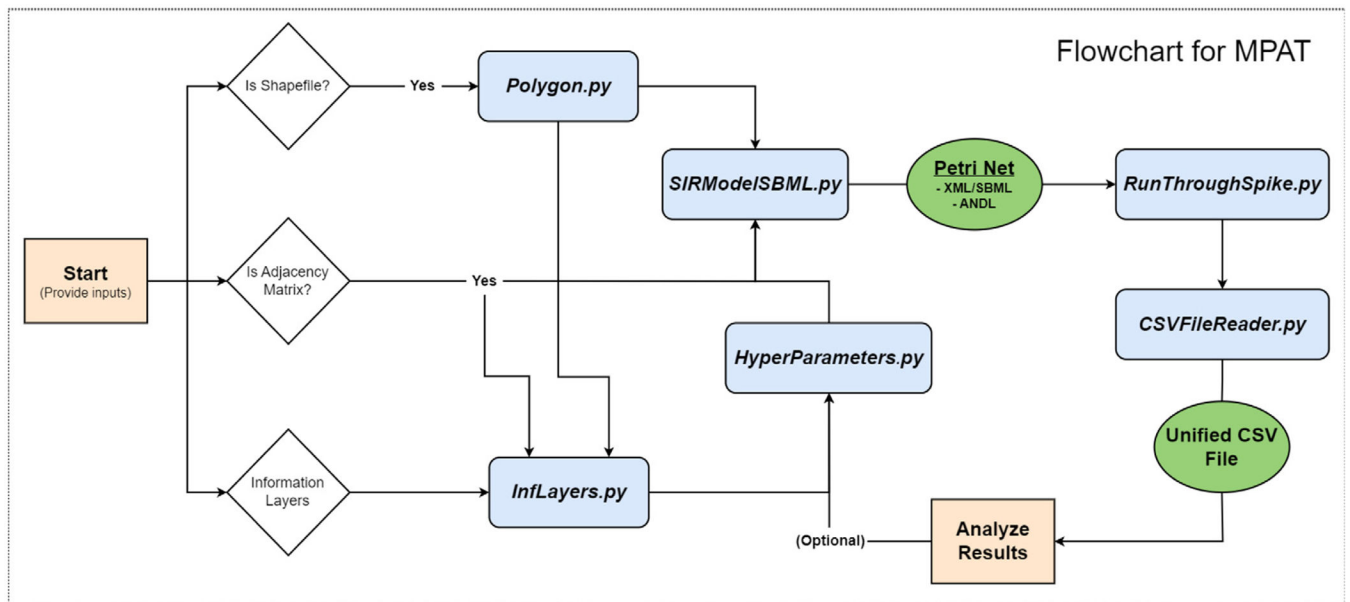 Flowchart for MPAT
Is Shapefile?
Yes
Polygon.py
SIRModelSBML.py
Petri Net
- XML/SBML
- ANDL
RunThroughSpike.py
Start
(Provide inputs)
Is Adjacency
Matrix?
Yes
HyperParameters.py
CSVFileReader.py
Unified CSV
File
Information
Layers
InfLayers.py
(Optional)
Analyze
Results